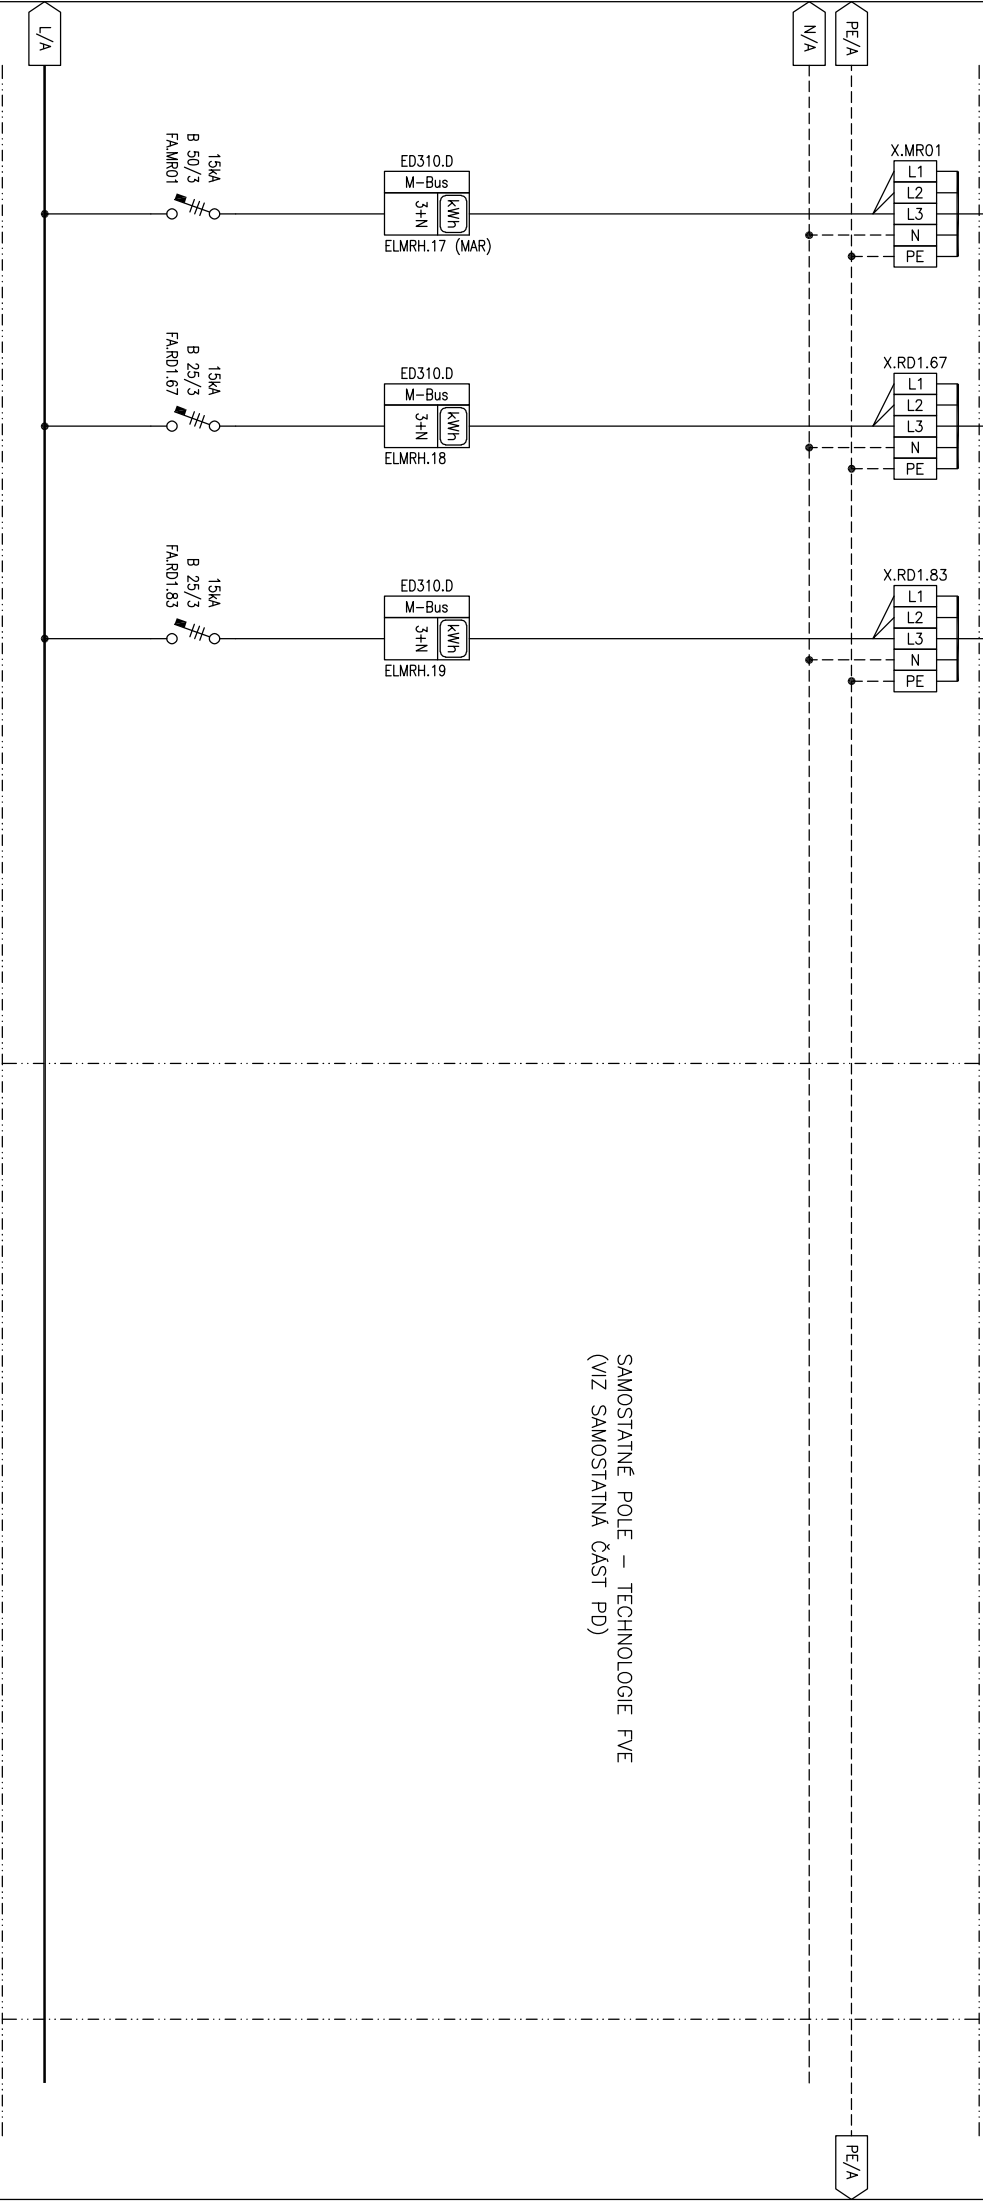 L/A
N/A
PE/A
15kA
B 50/3
FA.MR01
ED310.D
M-Bus
kWh
3+N
ELMRH.17 (MAR)
X.MR01
L1
L2
L3
N
PE
15kA
B 25/3
FA.RD1.67
ED310.D
M-Bus
kWh
3+N
ELMRH.18
X.RD1.67
L1
L2
L3
N
PE
15kA
B 25/3
FA.RD1.83
ED310.D
M-Bus
kWh
3+N
ELMRH.19
X.RD1.83
L1
L2
L3
N
PE
SAMOSTATNÉ POLE – TECHNOLOGIE FVE
(VIZ SAMOSTATNÁ ČÁST PD)
PE/A